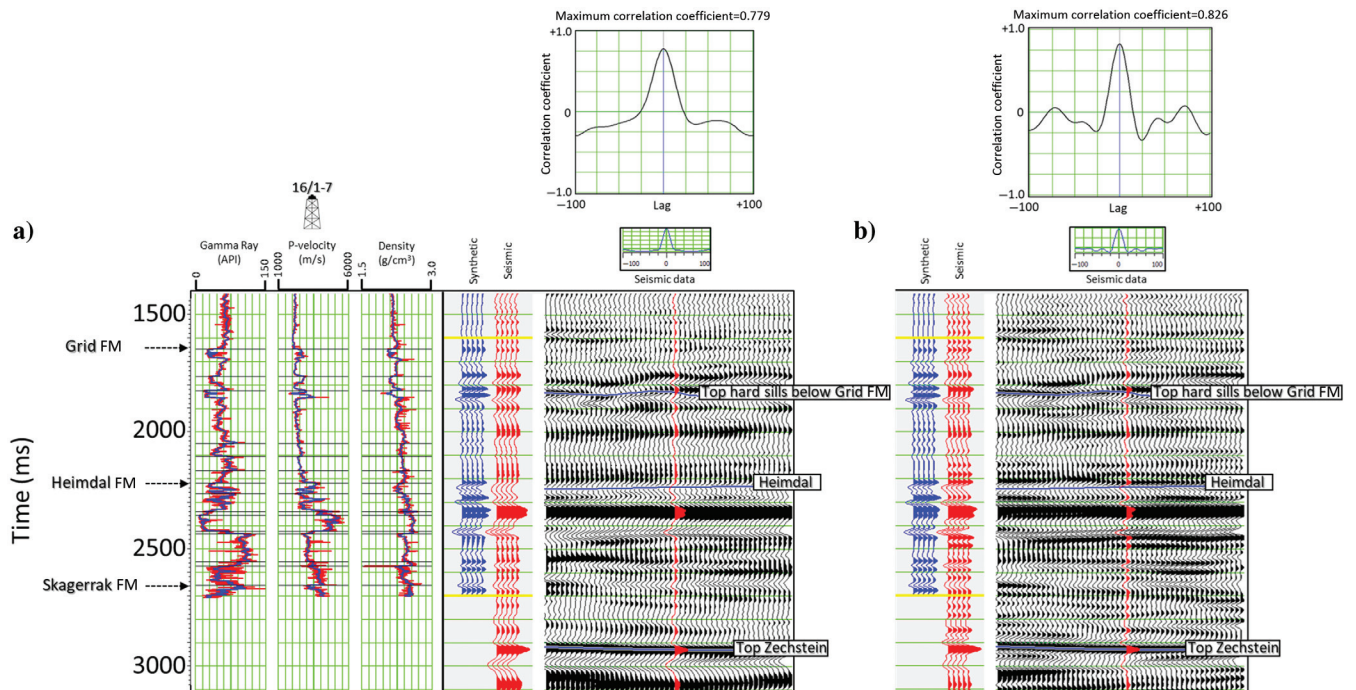 Maximum correlation coefficient=0.779
+1.0
Correlation coefficient
0
−1.0
−100
Lag
+100
Maximum correlation coefficient=0.826
+1.0
Correlation coefficient
0
−1.0
−100
Lag
+100
a)
16/1-7
Gamma Ray
(API)
0
150
P-velocity
(m/s)
1000
6000
Density
(g/cm³)
1.5
3.0
Synthetic
Seismic
−100
0
100
Seismic data
b)
Synthetic
Seismic
−100
0
100
Seismic data
Time (ms)
1500
2000
2500
3000
Grid FM
Heimdal FM
Skagerrak FM
Top hard sills below Grid FM
Heimdal
Top Zechstein
Top hard sills below Grid FM
Heimdal
Top Zechstein